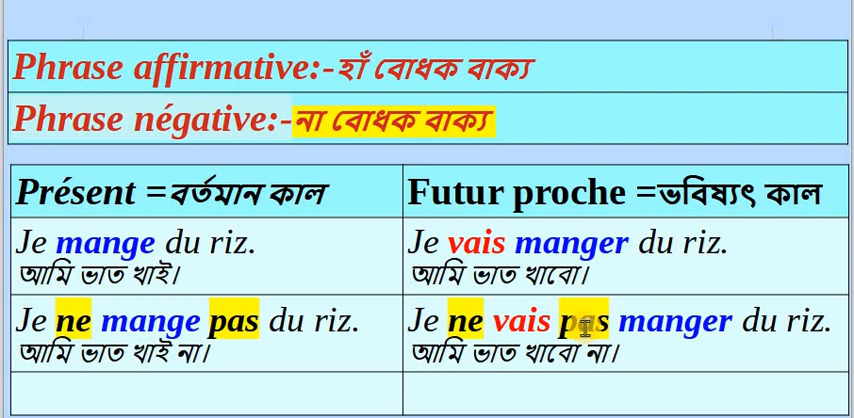 Phrase affirmative:-হাঁ বোধক বাক্য
Phrase négative:-না বোধক বাক্য
Présent =বর্তমান কাল
Futur proche =ভবিষ্যৎ কাল
Je mange du riz.
আমি ভাত খাই।
Je vais manger du riz.
আমি ভাত খাবো।
Je ne mange pas du riz.
আমি ভাত খাই না।
Je ne vais pas manger du riz.
আমি ভাত খাবো না।